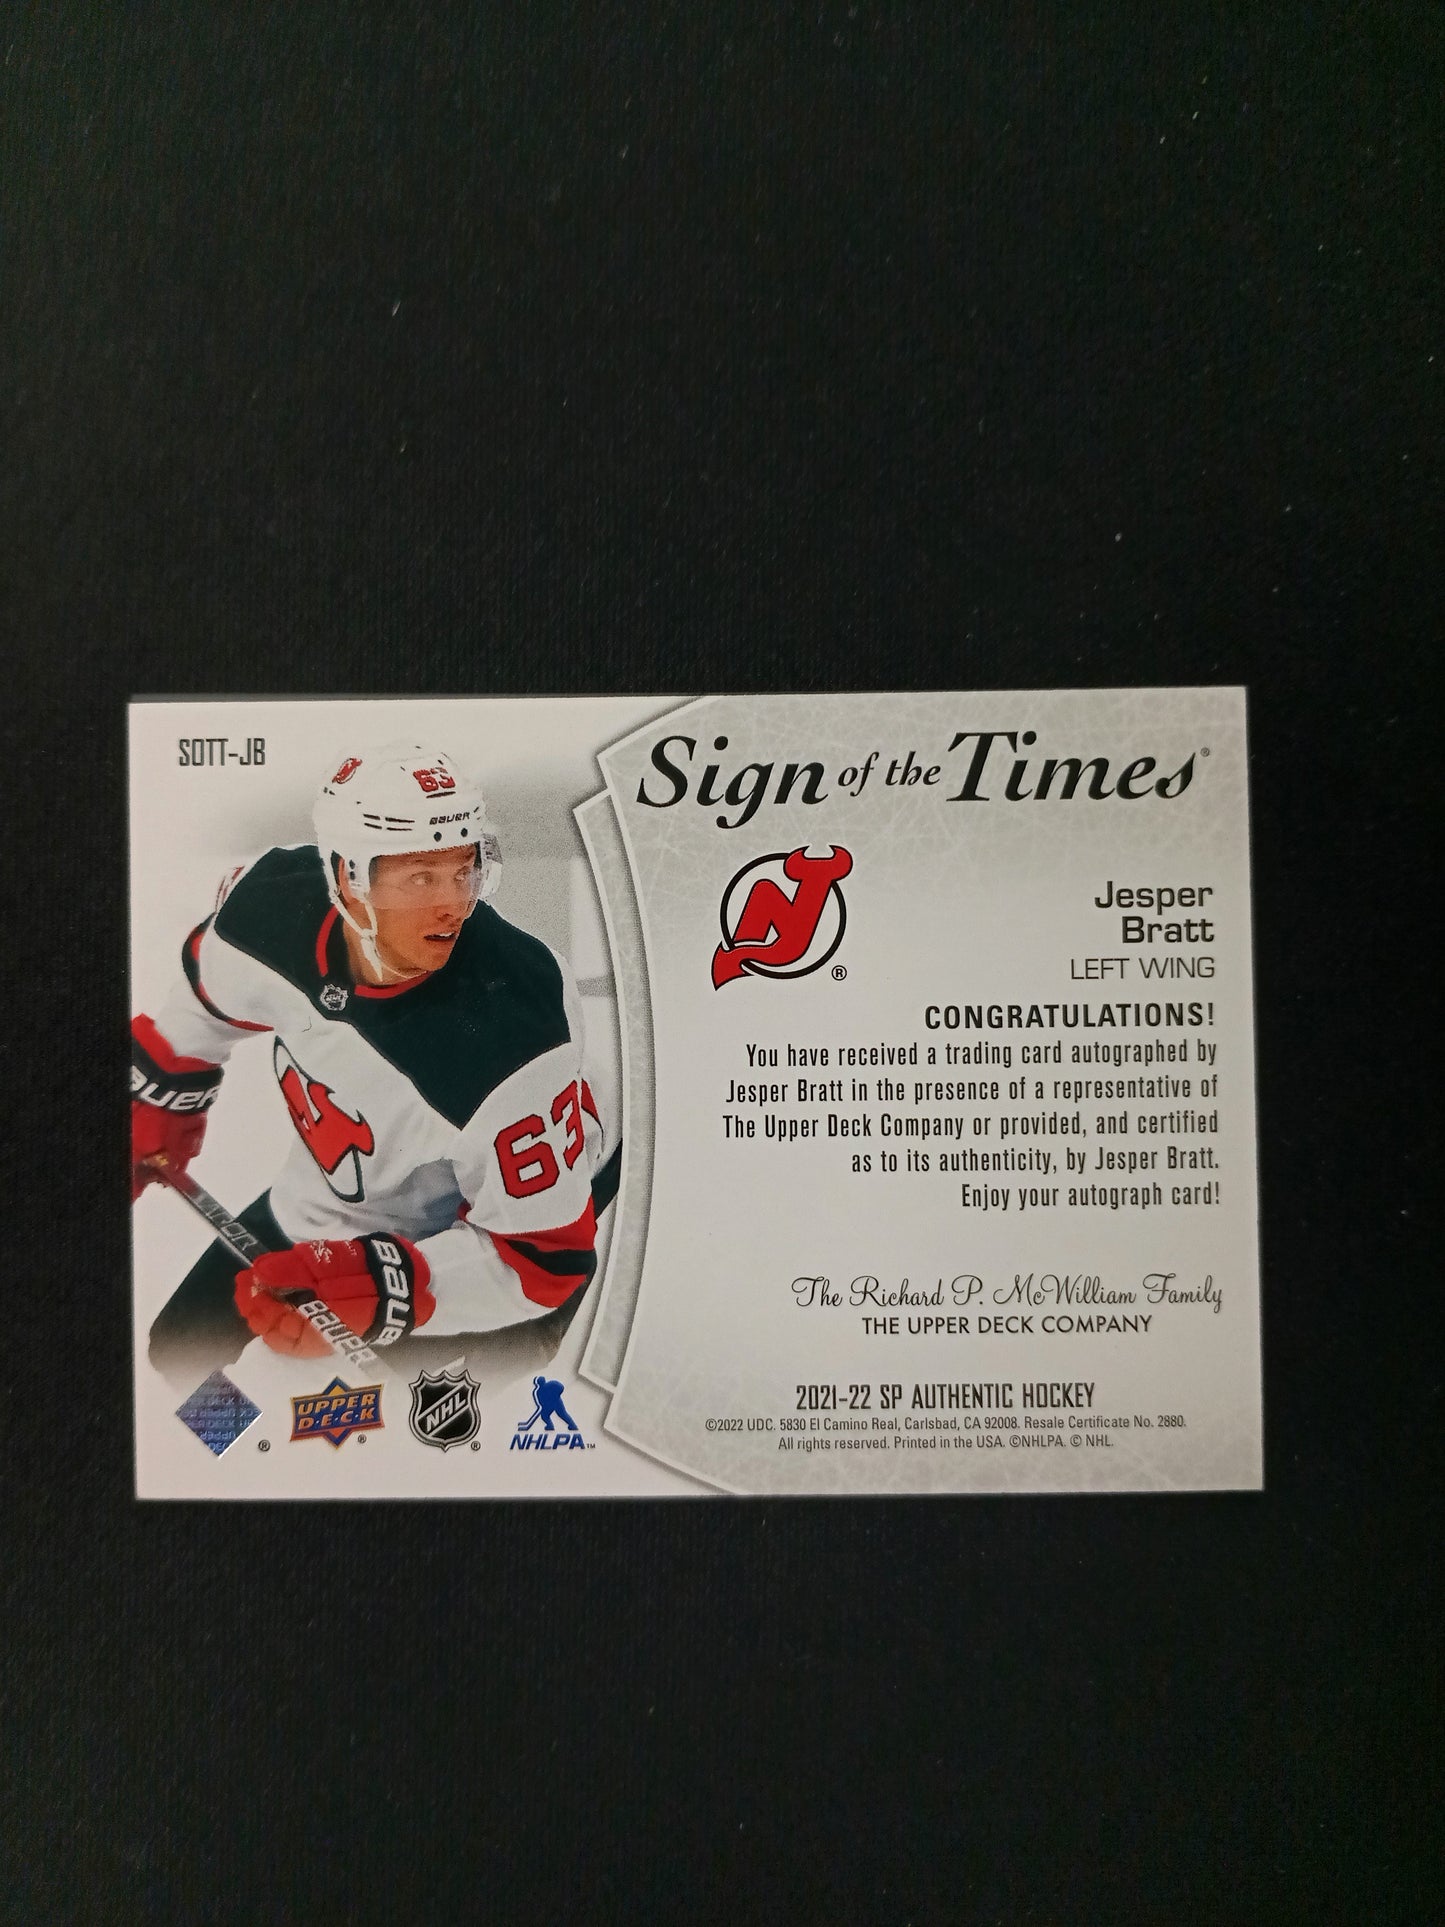 SOTT-JB
Sign of the Times®
63
BAUER
Jesper
Bratt
LEFT WING
CONGRATULATIONS!
You have received a trading card autographed by
Jesper Bratt in the presence of a representative of
The Upper Deck Company or provided, and certified
as to its authenticity, by Jesper Bratt.
Enjoy your autograph card!
63
BAUER
BAUER
The Richard P. McWilliam Family
THE UPPER DECK COMPANY
UPPER
D·E·C·K
®
NHL
®
NHLPA™
®
2021-22 SP AUTHENTIC HOCKEY
©2022 UDC. 5830 El Camino Real, Carlsbad, CA 92008. Resale Certificate No. 2880.
All rights reserved. Printed in the USA. ©NHLPA. © NHL.